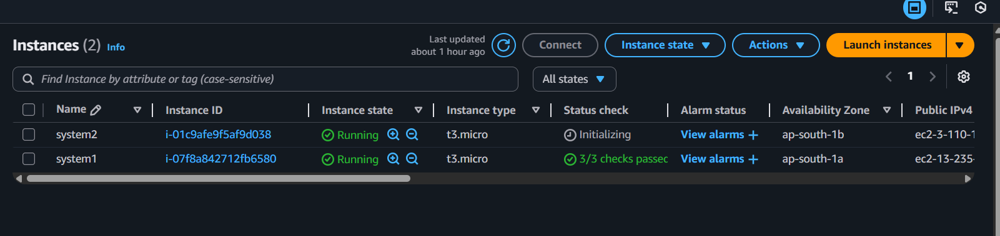 Instances (2) Info
Last updated
about 1 hour ago
Connect
Instance state
Actions
Launch instances
Find Instance by attribute or tag (case-sensitive)
All states
1
Name Instance ID Instance state Instance type Status check Alarm status Availability Zone Public IPv4
system2 i-01c9afe9f5af9d038 Running t3.micro Initializing View alarms + ap-south-1b ec2-3-110-1
system1 i-07f8a842712fb6580 Running t3.micro 3/3 checks passec View alarms + ap-south-1a ec2-13-235-